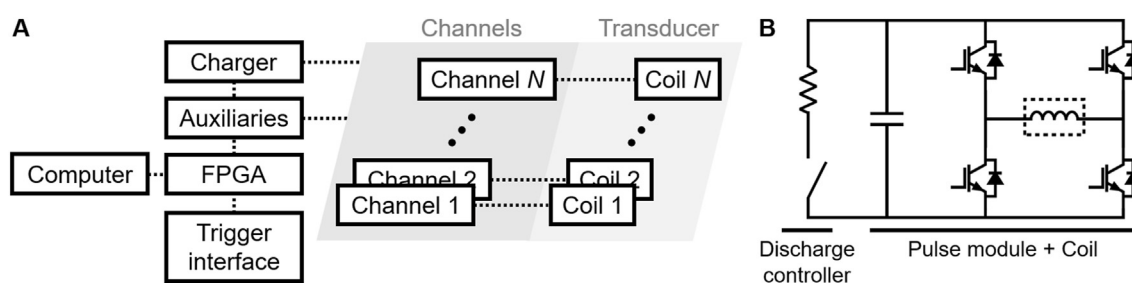 A
Channels
Transducer
B
Charger
Channel N
Coil N
Auxiliaries
Computer
FPGA
Channel 2
Coil 2
Channel 1
Coil 1
Trigger
interface
Discharge
controller
Pulse module + Coil